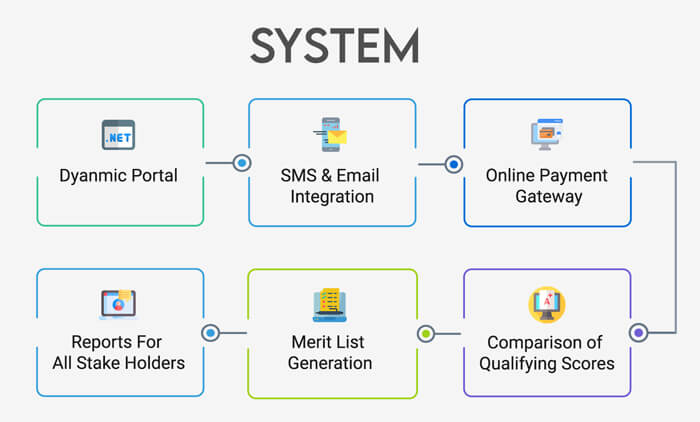 SYSTEM
.NET
Dyanmic Portal
SMS & Email
Integration
Online Payment
Gateway
Reports For
All Stake Holders
Merit List
Generation
A+
Comparison of
Qualifying Scores